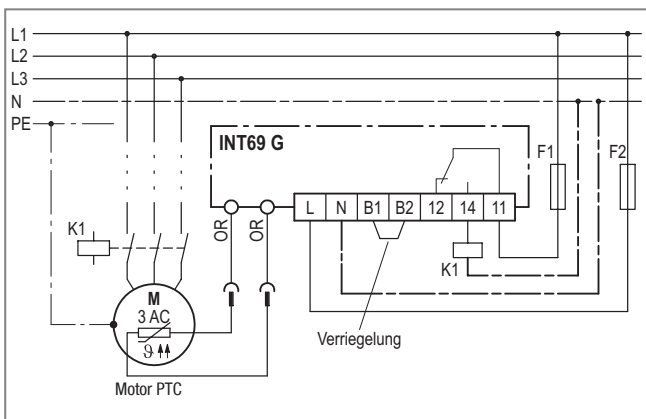 L1
L2
L3
N
PE
INT69 G
F1
F2
L N B1 B2 12 14 11
OR
OR
K1
K1
Verriegelung
M
3 AC
ϑ
Motor PTC